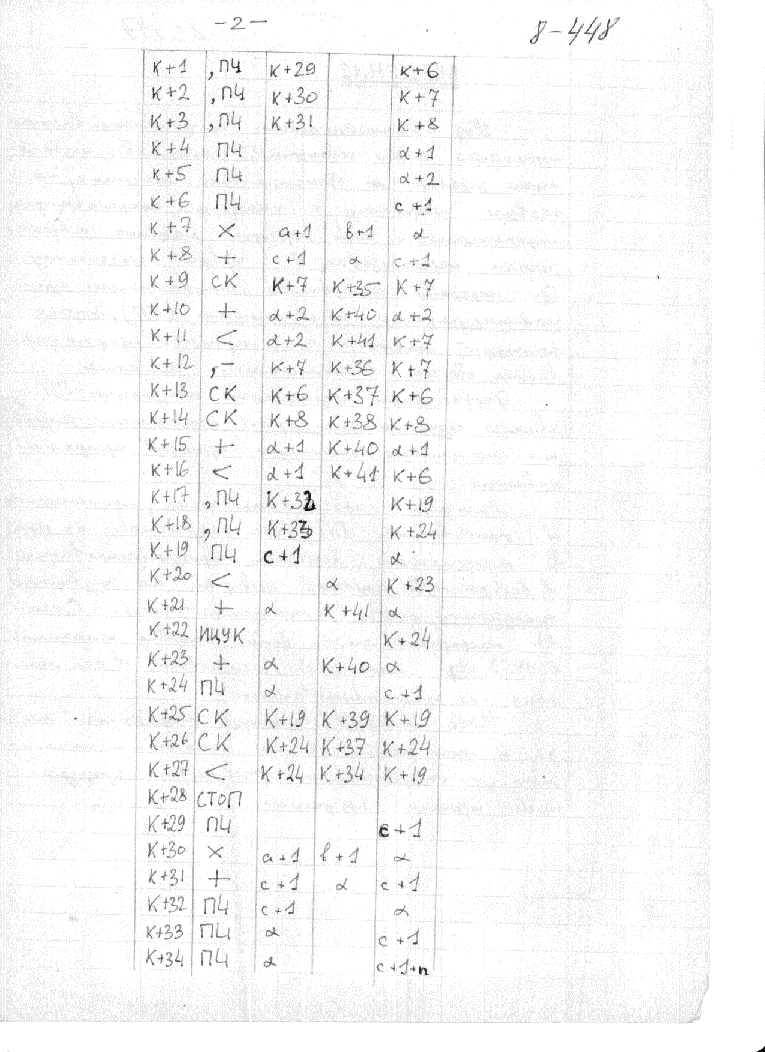 -2-
8-448
К+1 ,ПЧ К+29 К+6
К+2 ,ПЧ К+30 К+7
К+3 ,ПЧ К+31 К+8
К+4 ПЧ α+1
К+5 ПЧ α+2
К+6 ПЧ с+1
К+7 × а+1 в+1 α
К+8 + с+1 α с+1
К+9 СК К+7 К+35 К+7
К+10 + α+2 К+40 α+2
К+11 < α+2 К+41 К+7
К+12 ,− К+7 К+36 К+7
К+13 СК К+6 К+37 К+6
К+14 СК К+8 К+38 К+8
К+15 + α+1 К+40 α+1
К+16 < α+1 К+41 К+6
К+17 ,ПЧ К+32 К+19
К+18 ,ПЧ К+33 К+24
К+19 ПЧ с+1 α
К+20 < α К+23
К+21 + α К+41 α
К+22 ИЦУК К+24
К+23 + α К+40 α
К+24 ПЧ α с+1
К+25 СК К+19 К+39 К+19
К+26 СК К+24 К+37 К+24
К+27 < К+24 К+34 К+19
К+28 СТОП
К+29 ПЧ с+1
К+30 × а+1 в+1 α
К+31 + с+1 α с+1
К+32 ПЧ с+1 α
К+33 ПЧ α с+1
К+34 ПЧ α с+1+n